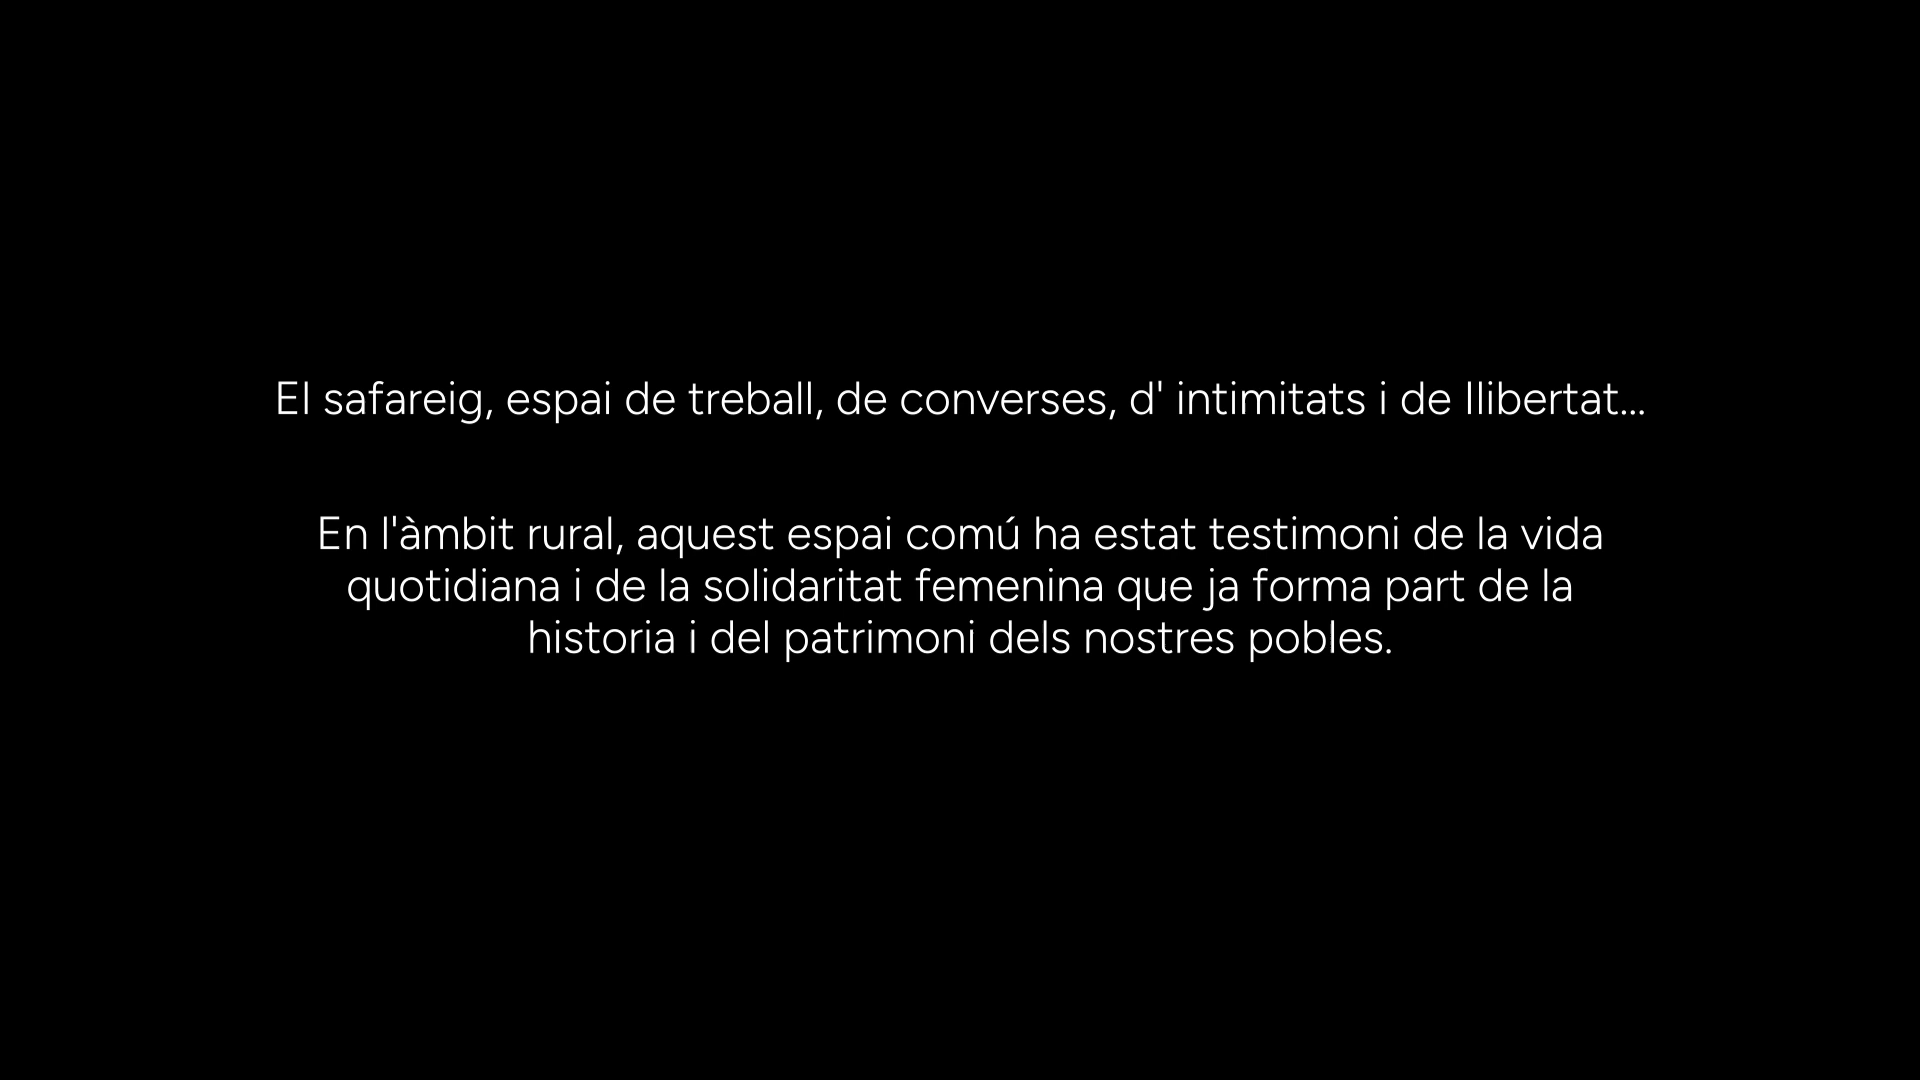 El safareig, espai de treball, de converses, d' intimitats i de llibertat...
En l'àmbit rural, aquest espai comú ha estat testimoni de la vida
quotidiana i de la solidaritat femenina que ja forma part de la
historia i del patrimoni dels nostres pobles.